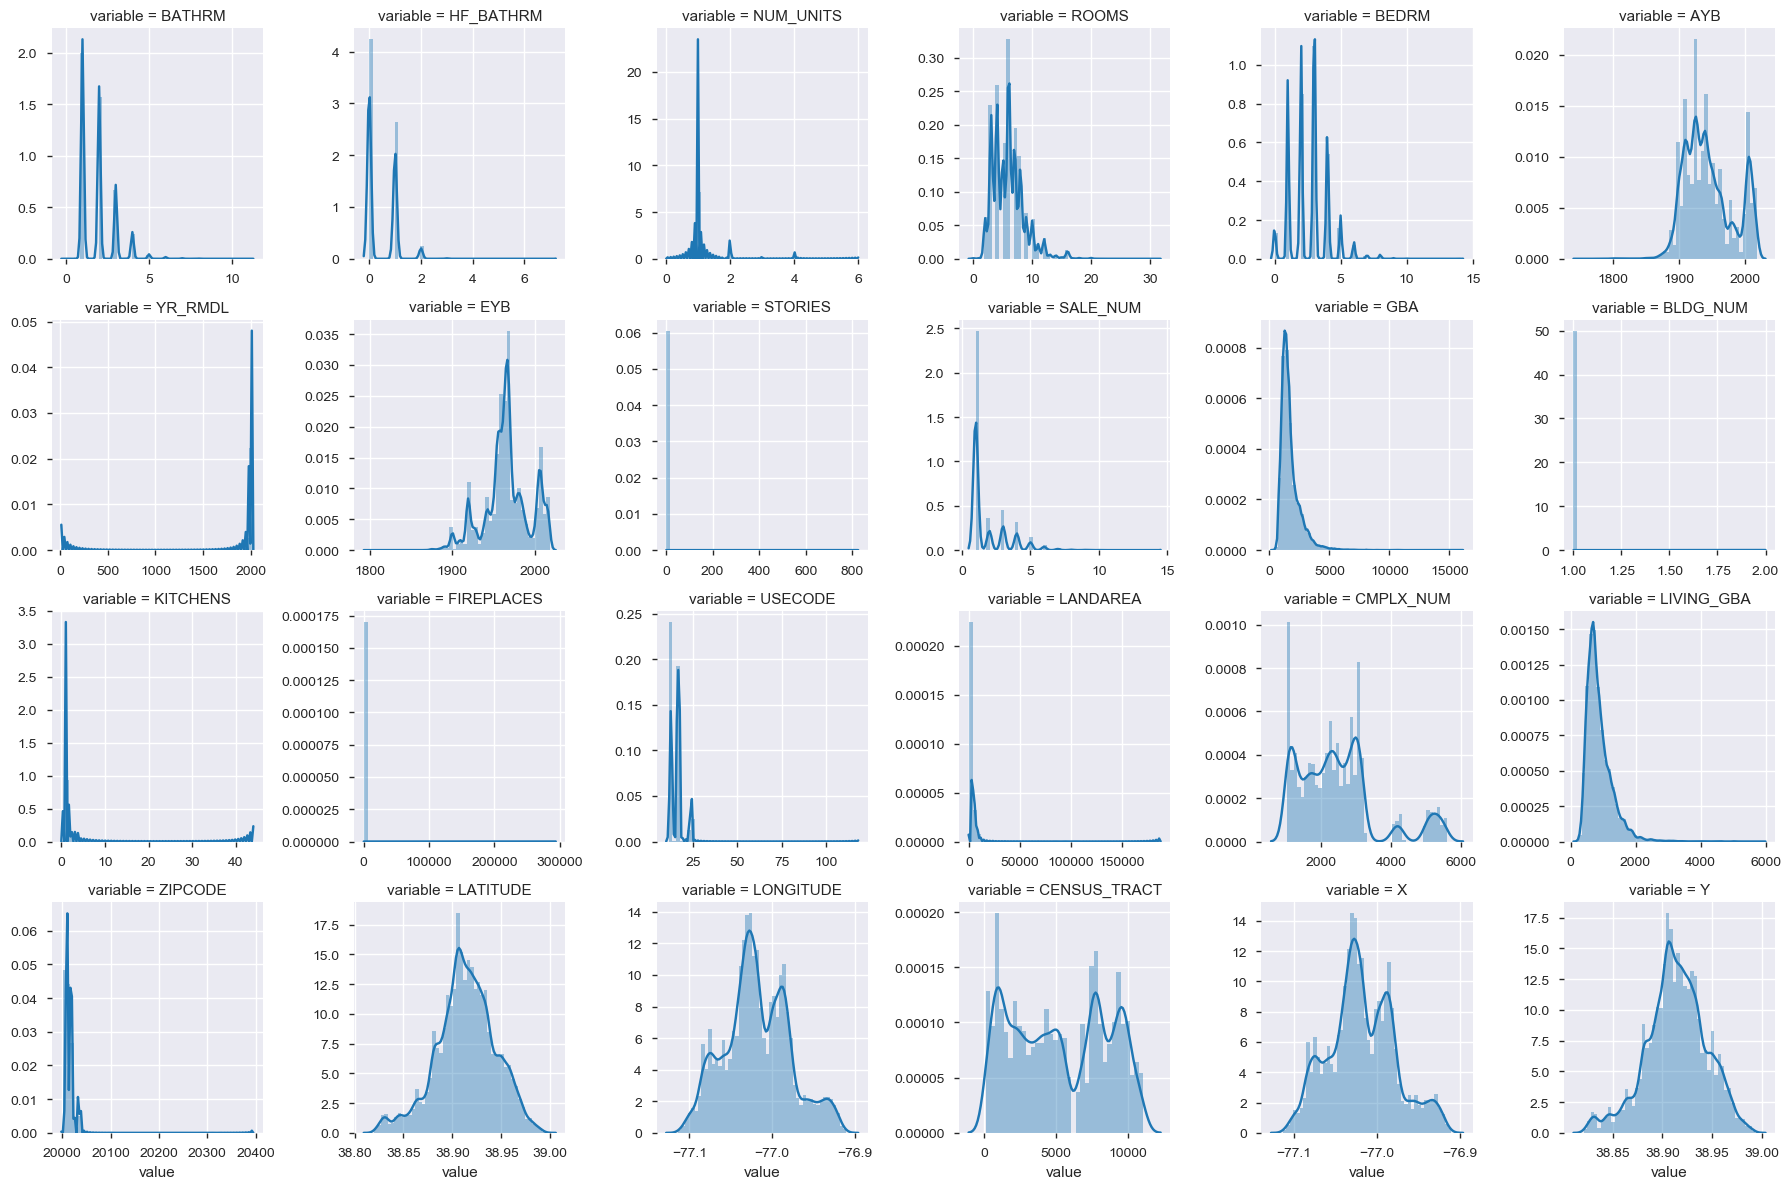 variable = BATHRM
variable = HF_BATHRM
variable = NUM_UNITS
variable = ROOMS
variable = BEDRM
variable = AYB
2.0
1.5
1.0
0.5
0.0
0 5 10
4
3
2
1
0
0 2 4 6
20
15
10
5
0
0 2 4 6
0.30
0.25
0.20
0.15
0.10
0.05
0.00
0 10 20 30
1.0
0.8
0.6
0.4
0.2
0.0
0 5 10 15
0.020
0.015
0.010
0.005
0.000
1800 1900 2000
variable = YR_RMDL
variable = EYB
variable = STORIES
variable = SALE_NUM
variable = GBA
variable = BLDG_NUM
0.05
0.04
0.03
0.02
0.01
0.00
0 500 1000 1500 2000
0.035
0.030
0.025
0.020
0.015
0.010
0.005
0.000
1800 1900 2000
0.06
0.05
0.04
0.03
0.02
0.01
0.00
0 200 400 600 800
2.5
2.0
1.5
1.0
0.5
0.0
0 5 10 15
0.0008
0.0006
0.0004
0.0002
0.0000
0 5000 10000 15000
50
40
30
20
10
0
1.00 1.25 1.50 1.75 2.00
variable = KITCHENS
variable = FIREPLACES
variable = USECODE
variable = LANDAREA
variable = CMPLX_NUM
variable = LIVING_GBA
3.5
3.0
2.5
2.0
1.5
1.0
0.5
0.0
0 10 20 30 40
0.000175
0.000150
0.000125
0.000100
0.000075
0.000050
0.000025
0.000000
0 100000 200000 300000
0.25
0.20
0.15
0.10
0.05
0.00
25 50 75 100
0.00020
0.00015
0.00010
0.00005
0.00000
0 50000 100000 150000
0.0010
0.0008
0.0006
0.0004
0.0002
0.0000
2000 4000 6000
0.00150
0.00125
0.00100
0.00075
0.00050
0.00025
0.00000
0 2000 4000 6000
variable = ZIPCODE
variable = LATITUDE
variable = LONGITUDE
variable = CENSUS_TRACT
variable = X
variable = Y
0.06
0.05
0.04
0.03
0.02
0.01
0.00
20000 20100 20200 20300 20400
value
17.5
15.0
12.5
10.0
7.5
5.0
2.5
0.0
38.80 38.85 38.90 38.95 39.00
value
14
12
10
8
6
4
2
0
−77.1 −77.0 −76.9
value
0.00020
0.00015
0.00010
0.00005
0.00000
0 5000 10000
value
14
12
10
8
6
4
2
0
−77.1 −77.0 −76.9
value
17.5
15.0
12.5
10.0
7.5
5.0
2.5
0.0
38.85 38.90 38.95 39.00
value